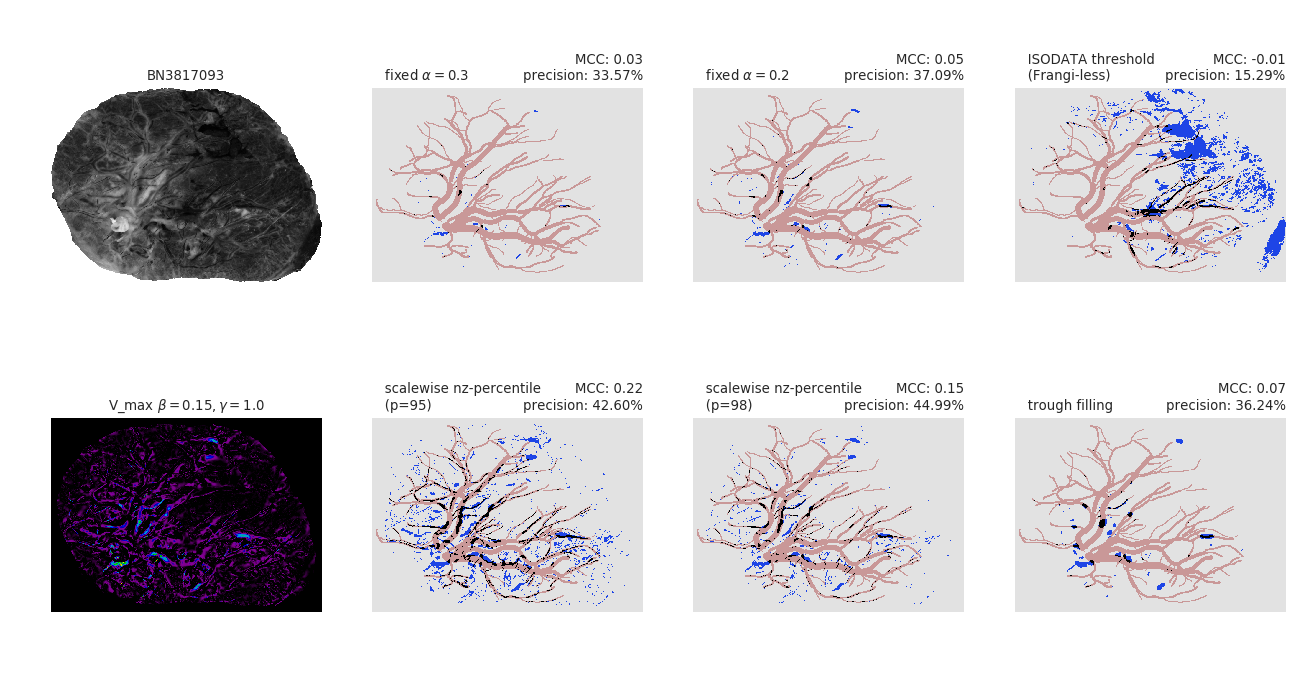 BN3817093
MCC: 0.03
fixed α = 0.3 precision: 33.57%
MCC: 0.05
fixed α = 0.2 precision: 37.09%
ISODATA threshold MCC: -0.01
(Frangi-less) precision: 15.29%
V_max β = 0.15, γ = 1.0
scalewise nz-percentile MCC: 0.22
(p=95) precision: 42.60%
scalewise nz-percentile MCC: 0.15
(p=98) precision: 44.99%
MCC: 0.07
trough filling precision: 36.24%